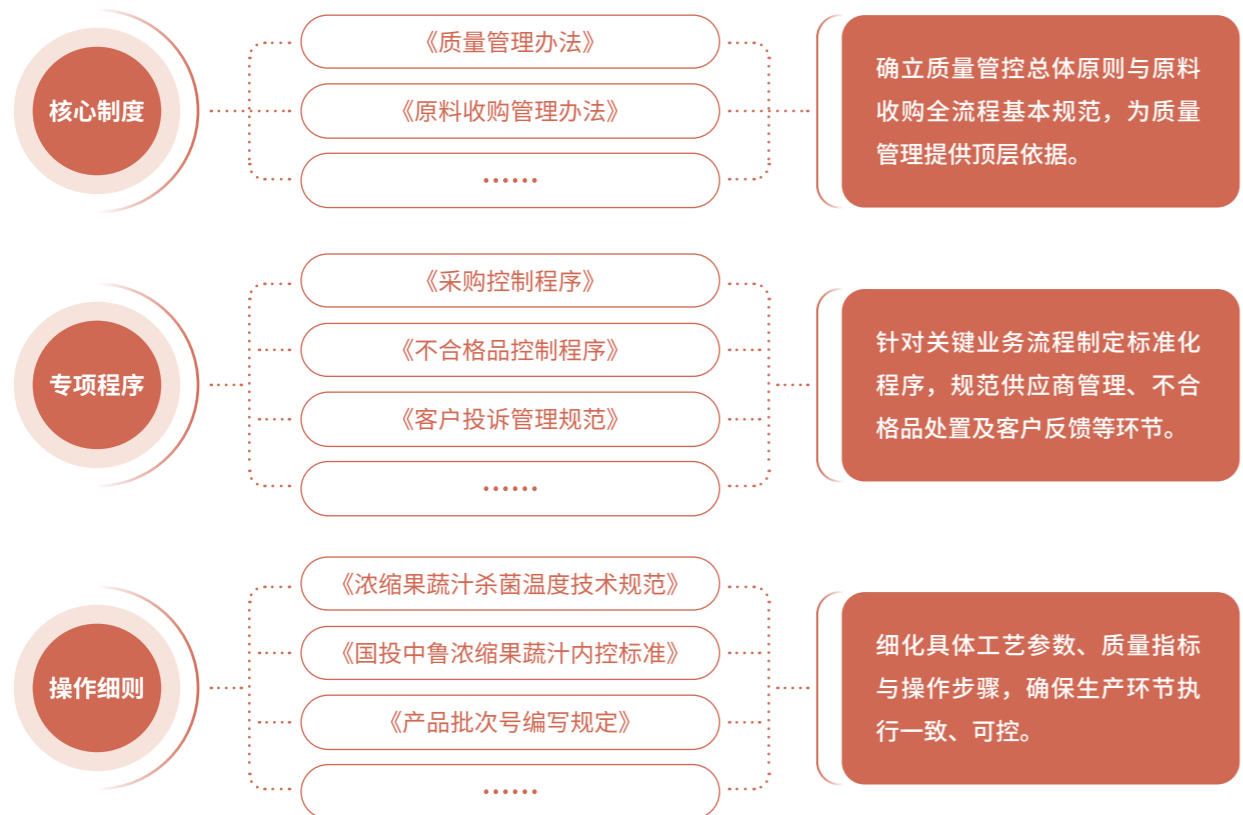 核心制度
《质量管理办法》
《原料收购管理办法》
……
确立质量管控总体原则与原料
收购全流程基本规范，为质量
管理提供顶层依据。
专项程序
《采购控制程序》
《不合格品控制程序》
《客户投诉管理规范》
……
针对关键业务流程制定标准化
程序，规范供应商管理、不合
格品处置及客户反馈等环节。
操作细则
《浓缩果蔬汁杀菌温度技术规范》
《国投中鲁浓缩果蔬汁内控标准》
《产品批次号编写规定》
……
细化具体工艺参数、质量指标
与操作步骤，确保生产环节执
行一致、可控。